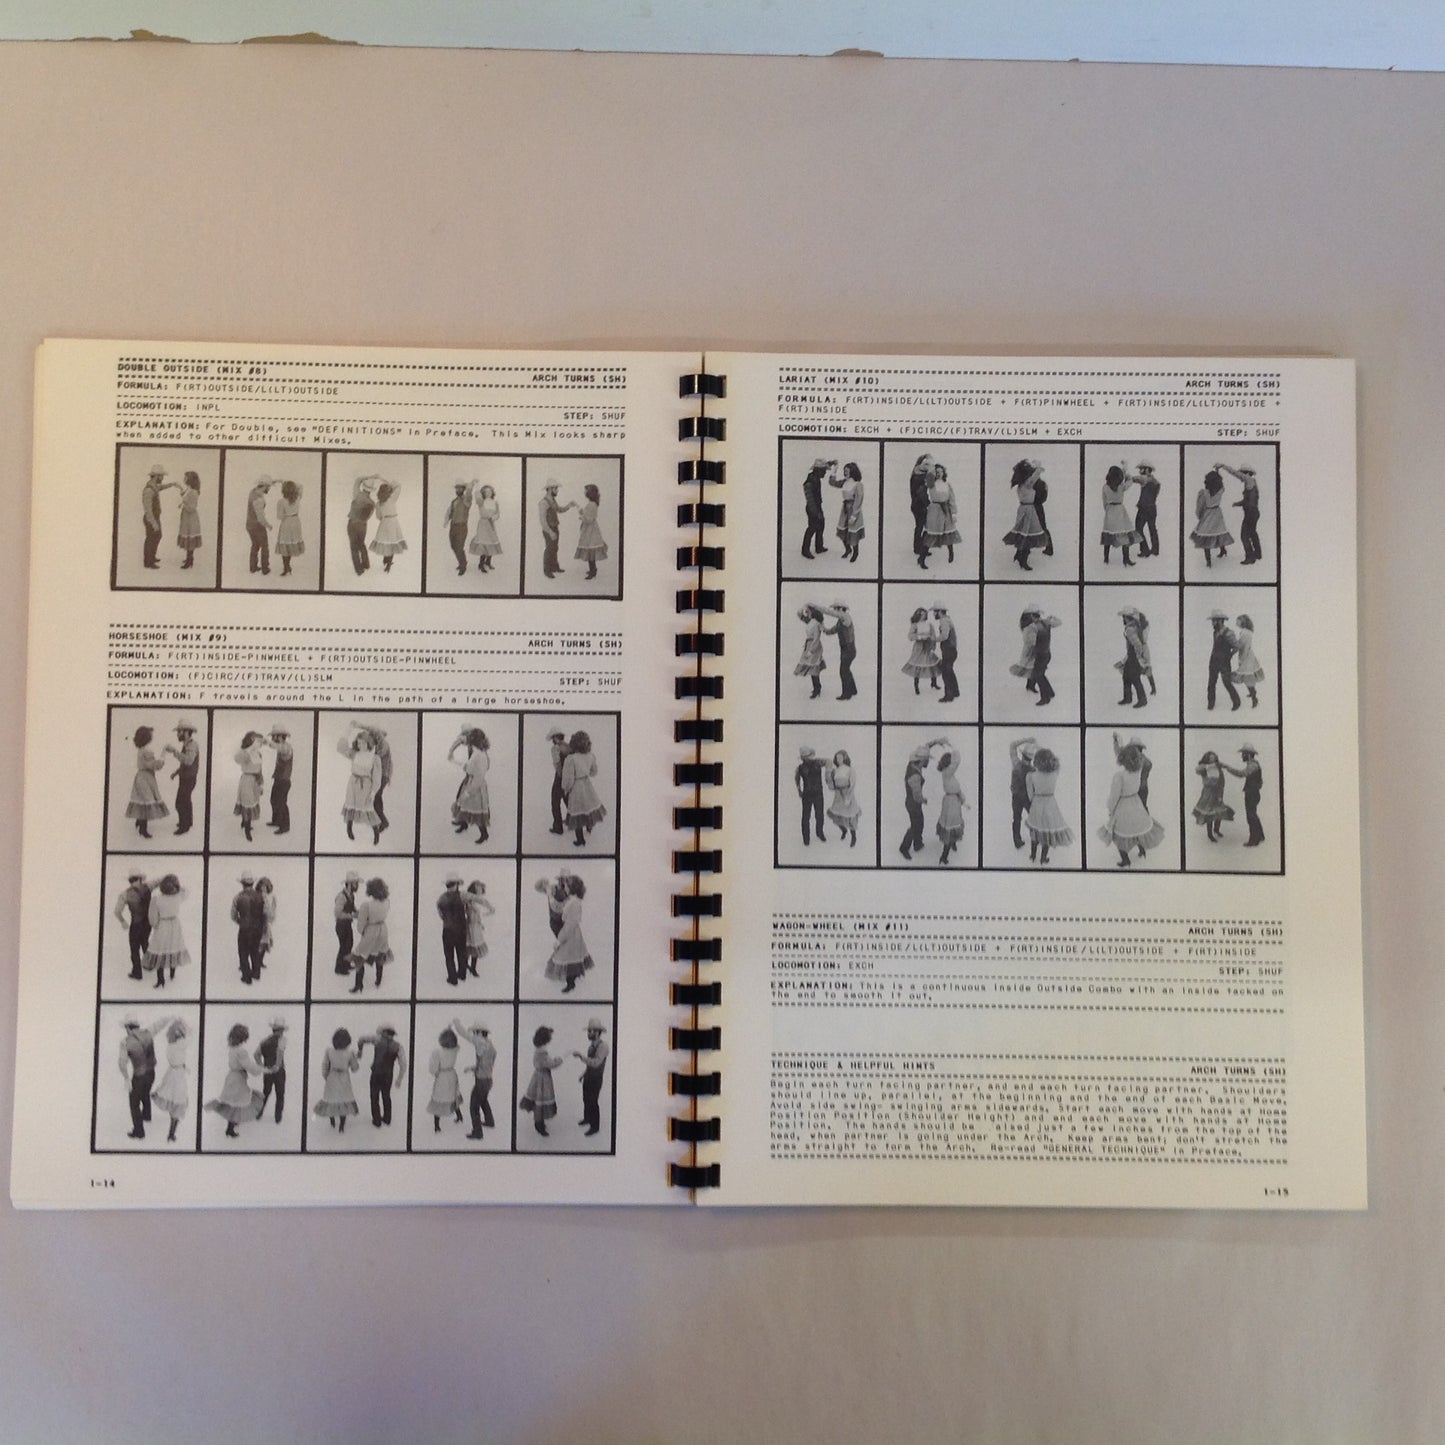 DOUBLE OUTSIDE (MIX #8)
ARCH TURNS (SH)
FORMULA: F(RT)OUTSIDE/L(LT)OUTSIDE
LOCOMOTION: INPL
STEP: SHUF
EXPLANATION: For Double, see "DEFINITIONS" in Preface. This Mix looks sharp
when added to other difficult Mixes.
HORSESHOE (MIX #9)
ARCH TURNS (SH)
FORMULA: F(RT)INSIDE-PINWHEEL + F(RT)OUTSIDE-PINWHEEL
LOCOMOTION: (F)CIRC/(F)TRAV/(L)SLM
STEP: SHUF
EXPLANATION: F travels around the L in the path of a large horseshoe.
1-14
LARIAT (MIX #10)
ARCH TURNS (SH)
FORMULA: F(RT)INSIDE/L(LT)OUTSIDE + F(RT)PINWHEEL + F(RT)INSIDE/L(LT)OUTSIDE +
F(RT)INSIDE
LOCOMOTION: EXCH + (F)CIRC/(F)TRAV/(L)SLM + EXCH
STEP: SHUF
WAGON-WHEEL (MIX #11)
ARCH TURNS (SH)
FORMULA: F(RT)INSIDE/L(LT)OUTSIDE + F(RT)INSIDE/L(LT)OUTSIDE + F(RT)INSIDE
LOCOMOTION: EXCH
STEP: SHUF
EXPLANATION: This is a continuous Inside Outside Combo with an Inside tacked on
the end to smooth it out.
TECHNIQUE & HELPFUL HINTS
ARCH TURNS (SH)
Begin each turn facing partner, and end each turn facing partner. Shoulders
should line up, parallel, at the beginning and the end of each Basic Move.
Avoid side swing- swinging arms sidewards. Start each move with hands at Home
Position Position (Shoulder Height) and end each move with hands at Home
Position. The hands should be alsed just a few inches from the top of the
head, when partner is going under the Arch. Keep arms bent; don't stretch the
arms straight to form the Arch. Re-read "GENERAL TECHNIQUE" in Preface.
1-15